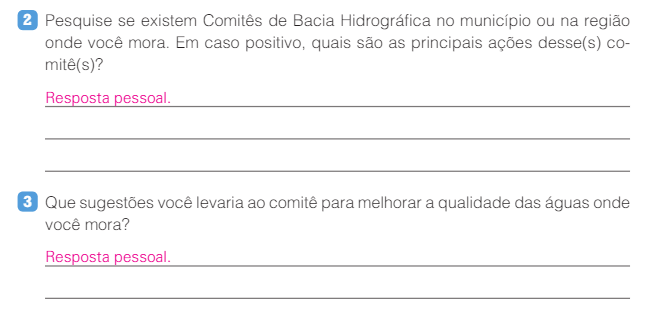 2 Pesquise se existem Comitês de Bacia Hidrográfica no município ou na região
onde você mora. Em caso positivo, quais são as principais ações desse(s) co-
mitê(s)?
Resposta pessoal.
3 Que sugestões você levaria ao comitê para melhorar a qualidade das águas onde
você mora?
Resposta pessoal.